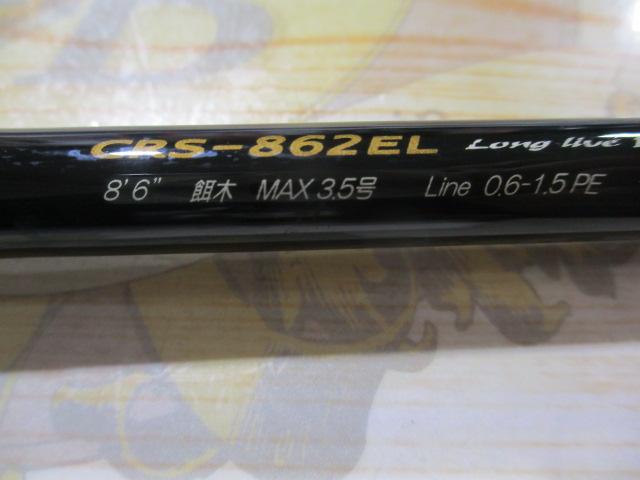 CRS-862EL Long live
8'6" 餌木 MAX 3.5号 Line 0.6-1.5 PE